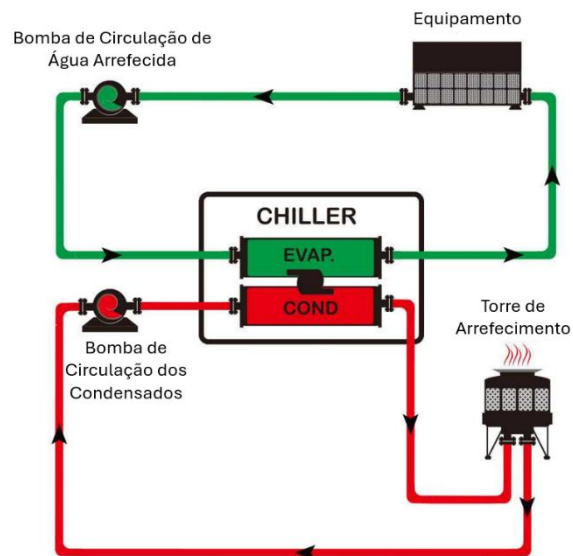 Bomba de Circulação de
Água Arrefecida
Equipamento
CHILLER
EVAP.
COND
Bomba de
Circulação dos
Condensados
Torre de
Arrefecimento